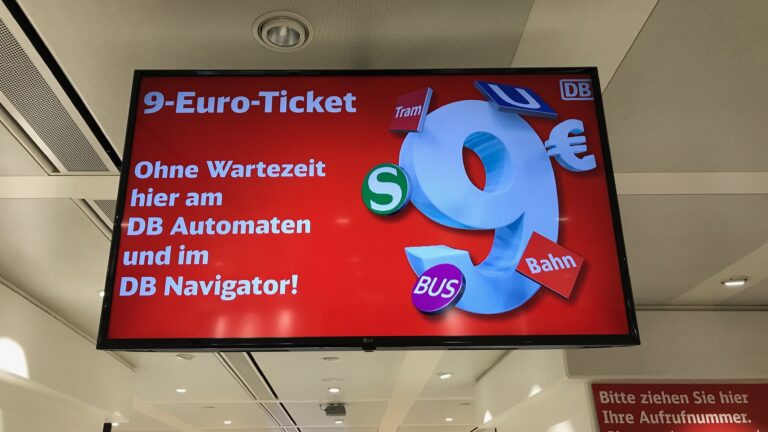 9-Euro-Ticket
Ohne Wartezeit
hier am
DB Automaten
und im
DB Navigator!
Tram
U
DB
9
€
S
Bahn
BUS
LG
Bitte ziehen Sie hier
Ihre Aufrufnummer.